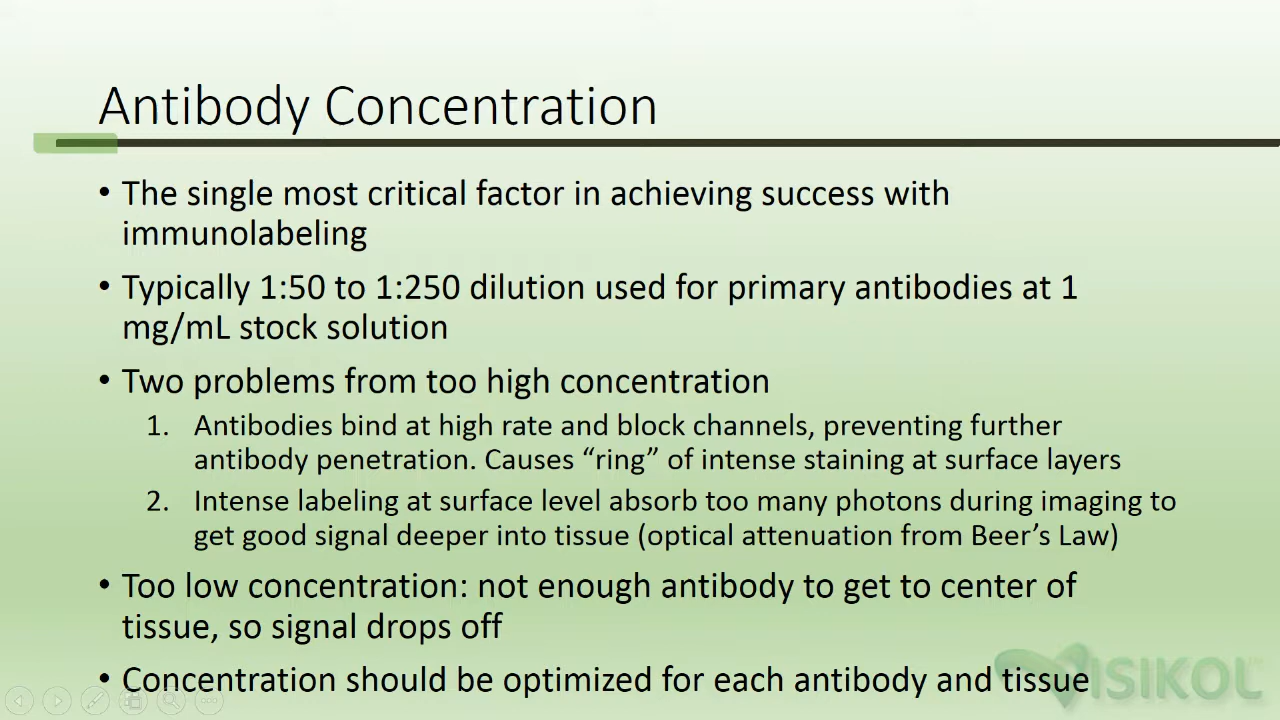 Antibody Concentration
• The single most critical factor in achieving success with
immunolabeling
• Typically 1:50 to 1:250 dilution used for primary antibodies at 1
mg/mL stock solution
• Two problems from too high concentration
1. Antibodies bind at high rate and block channels, preventing further
antibody penetration. Causes “ring” of intense staining at surface layers
2. Intense labeling at surface level absorb too many photons during imaging to
get good signal deeper into tissue (optical attenuation from Beer’s Law)
• Too low concentration: not enough antibody to get to center of
tissue, so signal drops off
• Concentration should be optimized for each antibody and tissue
VISIKOL™